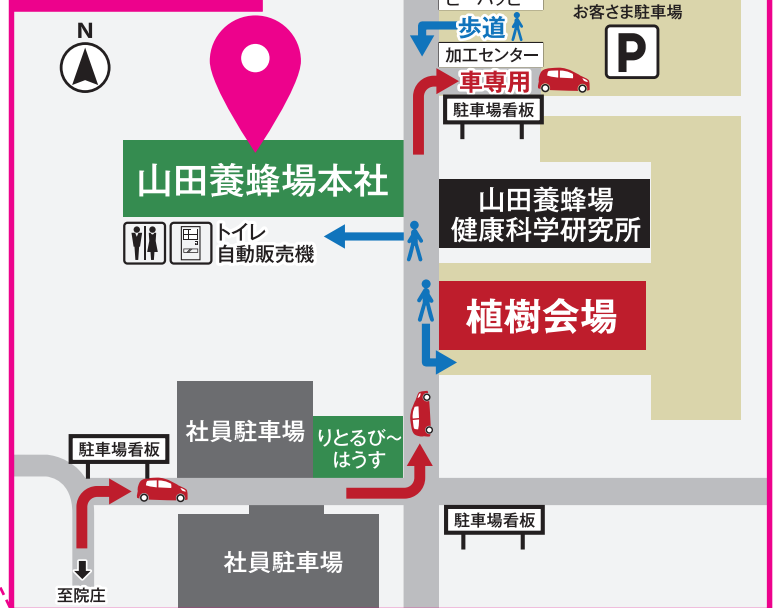 お客さま駐車場
N
歩道
P
加工センター
車専用
駐車場看板
山田養蜂場本社
山田養蜂場
健康科学研究所
トイレ
自動販売機
植樹会場
社員駐車場
りとるび～
はうす
駐車場看板
駐車場看板
社員駐車場
至院庄